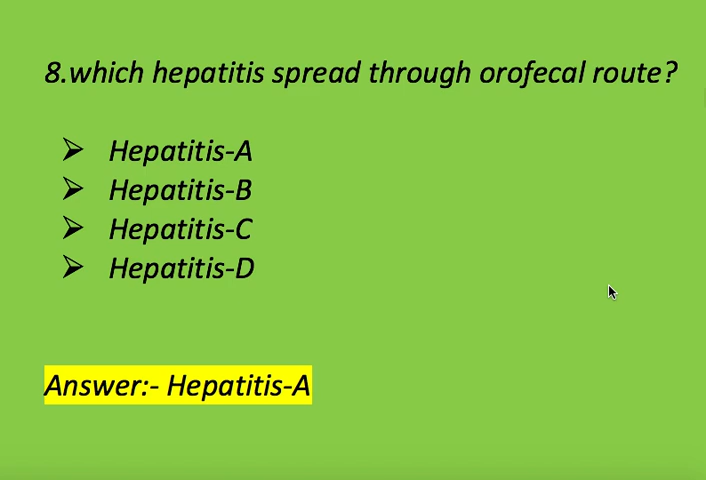 8.which hepatitis spread through orofecal route?
➢ Hepatitis-A
➢ Hepatitis-B
➢ Hepatitis-C
➢ Hepatitis-D
Answer:- Hepatitis-A